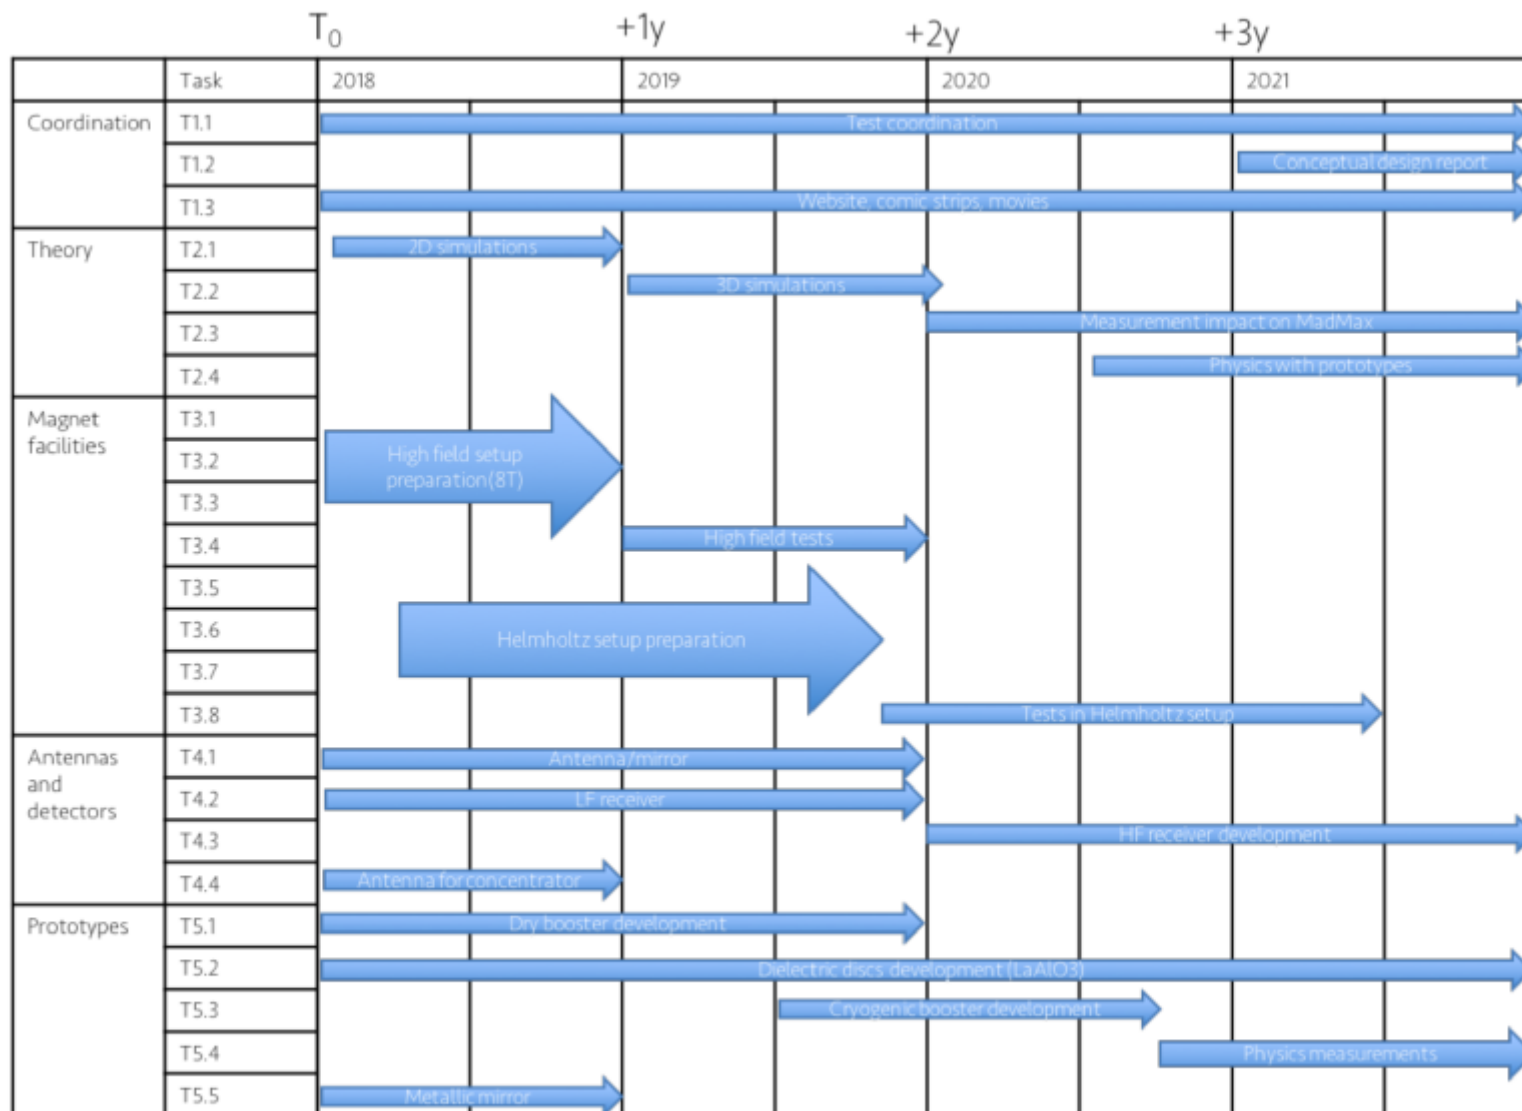 T0 +1y +2y +3y
Task 2018 2019 2020 2021
Coordination T1.1 Test coordination
T1.2 Conceptual design report
T1.3 Website, comic strips, movies
Theory T2.1 2D simulations
T2.2 3D simulations
T2.3 Measurement impact on MadMax
T2.4 Physics with prototypes
Magnet T3.1
facilities
High field setup
T3.2
preparation(8T)
T3.3
T3.4 High field tests
T3.5
T3.6 Helmholtz setup preparation
T3.7
T3.8 Tests in Helmholtz setup
Antennas T4.1 Antenna/mirror
and
detectors T4.2 LF receiver
T4.3 HF receiver development
T4.4 Antenna for concentrator
Prototypes T5.1 Dry booster development
T5.2 Dielectric discs development (LaAlO3)
T5.3 Cryogenic booster development
T5.4 Physics measurements
T5.5 Metallic mirror